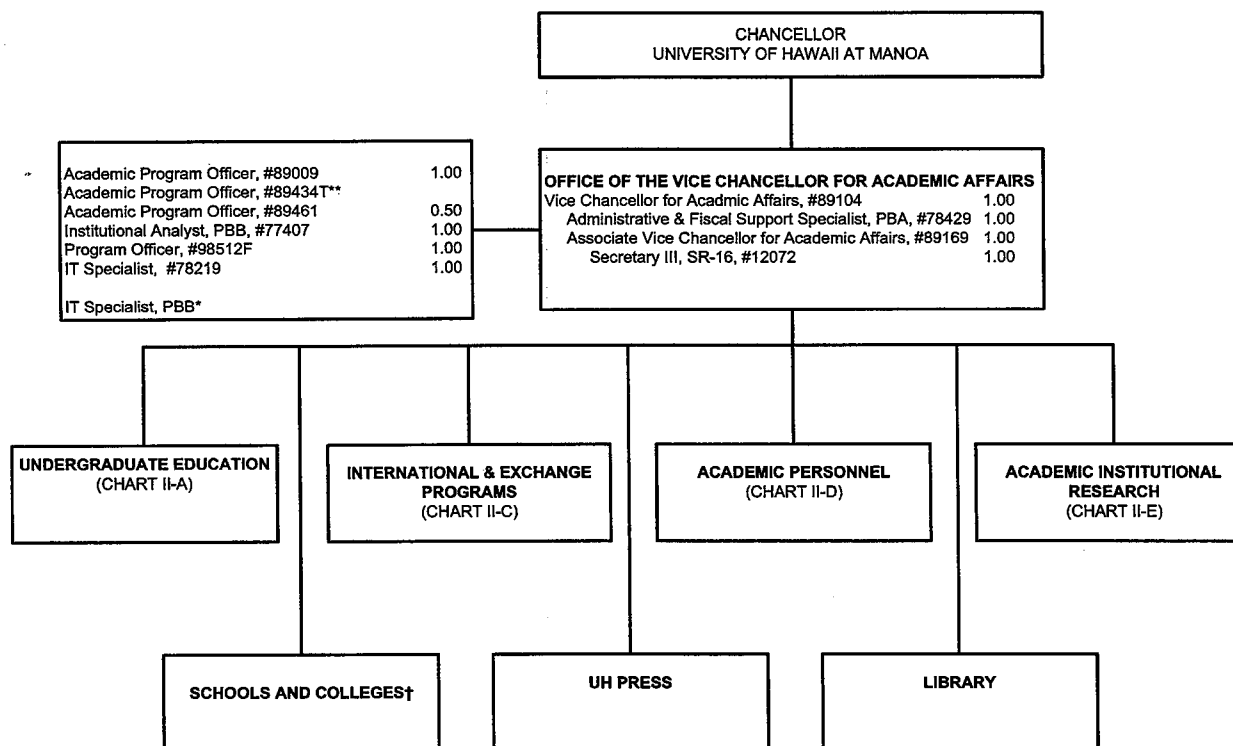 CHANCELLOR
UNIVERSITY OF HAWAII AT MANOA
Academic Program Officer, #89009 1.00
Academic Program Officer, #89434T**
Academic Program Officer, #89461 0.50
Institutional Analyst, PBB, #77407 1.00
Program Officer, #98512F 1.00
IT Specialist, #78219 1.00
IT Specialist, PBB*
OFFICE OF THE VICE CHANCELLOR FOR ACADEMIC AFFAIRS
Vice Chancellor for Acadmic Affairs, #89104 1.00
Administrative & Fiscal Support Specialist, PBA, #78429 1.00
Associate Vice Chancellor for Academic Affairs, #89169 1.00
Secretary III, SR-16, #12072 1.00
UNDERGRADUATE EDUCATION
(CHART II-A)
INTERNATIONAL & EXCHANGE
PROGRAMS
(CHART II-C)
ACADEMIC PERSONNEL
(CHART II-D)
ACADEMIC INSTITUTIONAL
RESEARCH
(CHART II-E)
SCHOOLS AND COLLEGES†
UH PRESS
LIBRARY